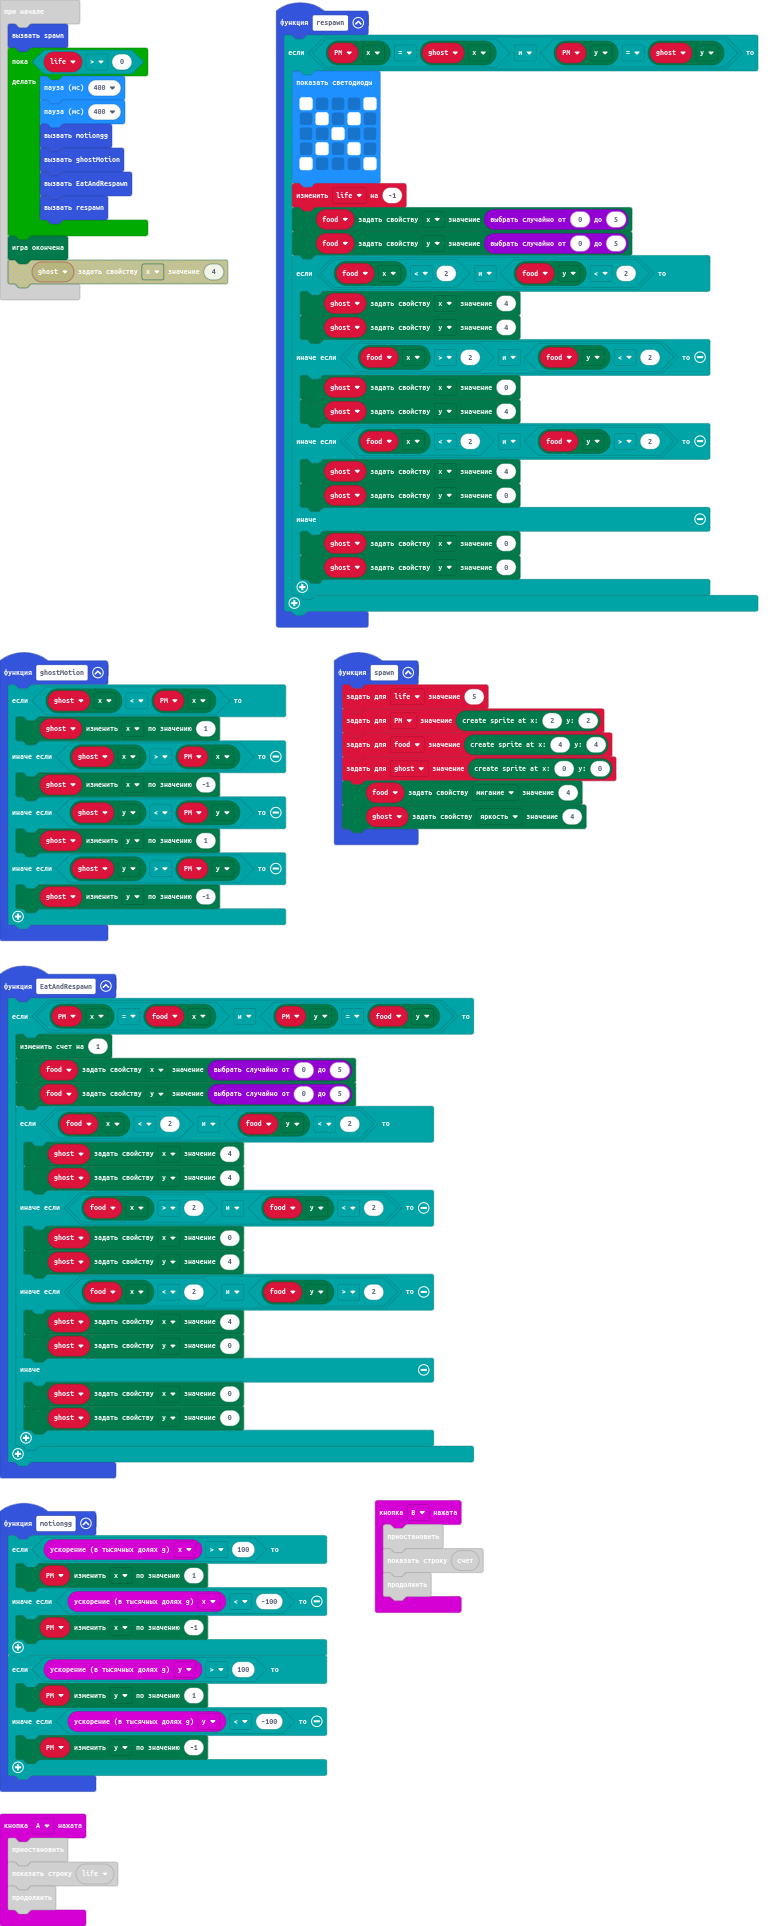 при начале
вызвать spawn
пока life > 0
делать
пауза (мс) 400
пауза (мс) 400
вызвать motiongg
вызвать ghostMotion
вызвать EatAndRespawn
вызвать respawn
игра окончена
ghost задать свойству x значение 4
функция respawn
если PM x = ghost x и PM y = ghost y то
показать светодиоды
изменить life на -1
food задать свойству x значение выбрать случайно от 0 до 5
food задать свойству y значение выбрать случайно от 0 до 5
если food x < 2 и food y < 2 то
ghost задать свойству x значение 4
ghost задать свойству y значение 4
иначе если food x > 2 и food y < 2 то
ghost задать свойству x значение 0
ghost задать свойству y значение 4
иначе если food x < 2 и food y > 2 то
ghost задать свойству x значение 4
ghost задать свойству y значение 0
иначе
ghost задать свойству x значение 0
ghost задать свойству y значение 0
функция ghostMotion
если ghost x < PM x то
ghost изменить x по значению 1
иначе если ghost x > PM x то
ghost изменить x по значению -1
иначе если ghost y < PM y то
ghost изменить y по значению 1
иначе если ghost y > PM y то
ghost изменить y по значению -1
функция spawn
задать для life значение 5
задать для PM значение create sprite at x: 2 y: 2
задать для food значение create sprite at x: 4 y: 4
задать для ghost значение create sprite at x: 0 y: 0
food задать свойству мигание значение 4
ghost задать свойству яркость значение 4
функция EatAndRespawn
если PM x = food x и PM y = food y то
изменить счет на 1
food задать свойству x значение выбрать случайно от 0 до 5
food задать свойству y значение выбрать случайно от 0 до 5
если food x < 2 и food y < 2 то
ghost задать свойству x значение 4
ghost задать свойству y значение 4
иначе если food x > 2 и food y < 2 то
ghost задать свойству x значение 0
ghost задать свойству y значение 4
иначе если food x < 2 и food y > 2 то
ghost задать свойству x значение 4
ghost задать свойству y значение 0
иначе
ghost задать свойству x значение 0
ghost задать свойству y значение 0
функция motiongg
если ускорение (в тысячных долях g) x > 100 то
PM изменить x по значению 1
иначе если ускорение (в тысячных долях g) x < -100 то
PM изменить x по значению -1
если ускорение (в тысячных долях g) y > 100 то
PM изменить y по значению 1
иначе если ускорение (в тысячных долях g) y < -100 то
PM изменить y по значению -1
кнопка B нажата
приостановить
показать строку счет
продолжить
кнопка A нажата
приостановить
показать строку life
продолжить